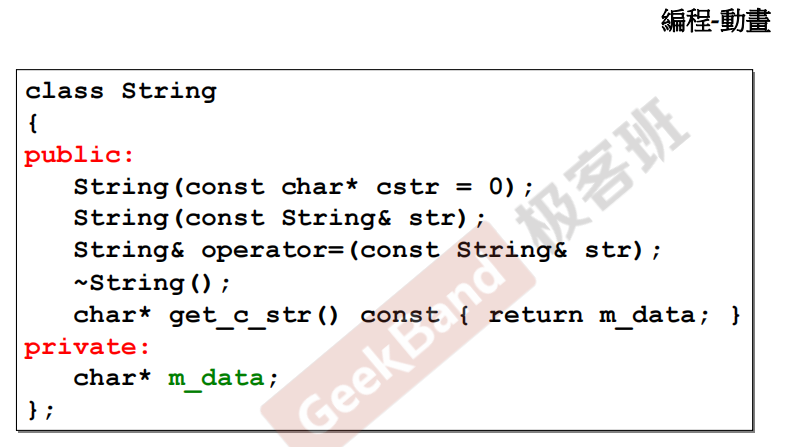 編程-動畫
class String
{
public:
   String(const char* cstr = 0);
   String(const String& str);
   String& operator=(const String& str);
   ~String();
   char* get_c_str() const { return m_data; }
private:
   char* m_data;
};
GeekBand 极客班